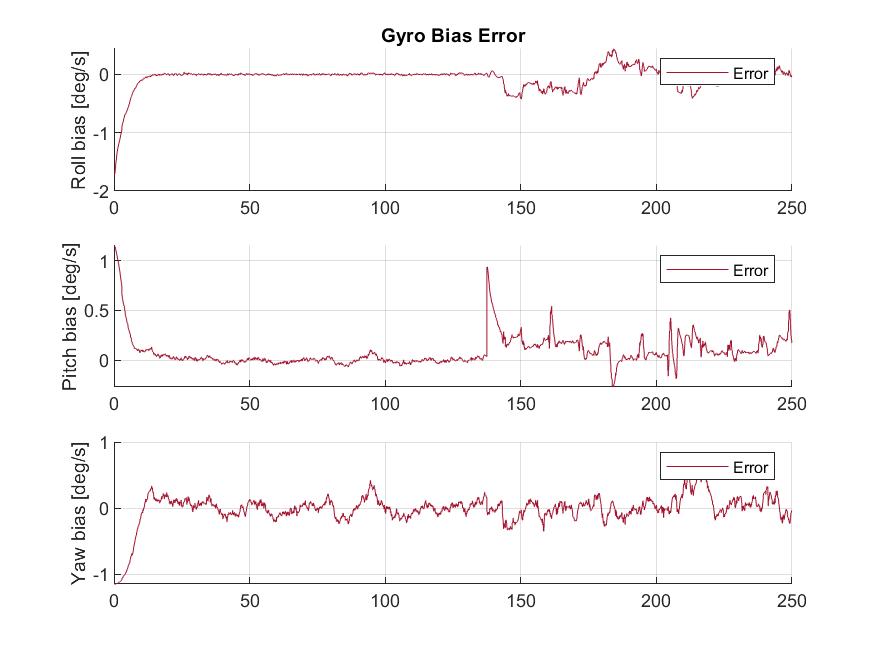 Gyro Bias Error
Roll bias [deg/s]
0
-1
-2
Error
0 50 100 150 200 250
Pitch bias [deg/s]
1
0.5
0
Error
0 50 100 150 200 250
Yaw bias [deg/s]
1
0
-1
Error
0 50 100 150 200 250